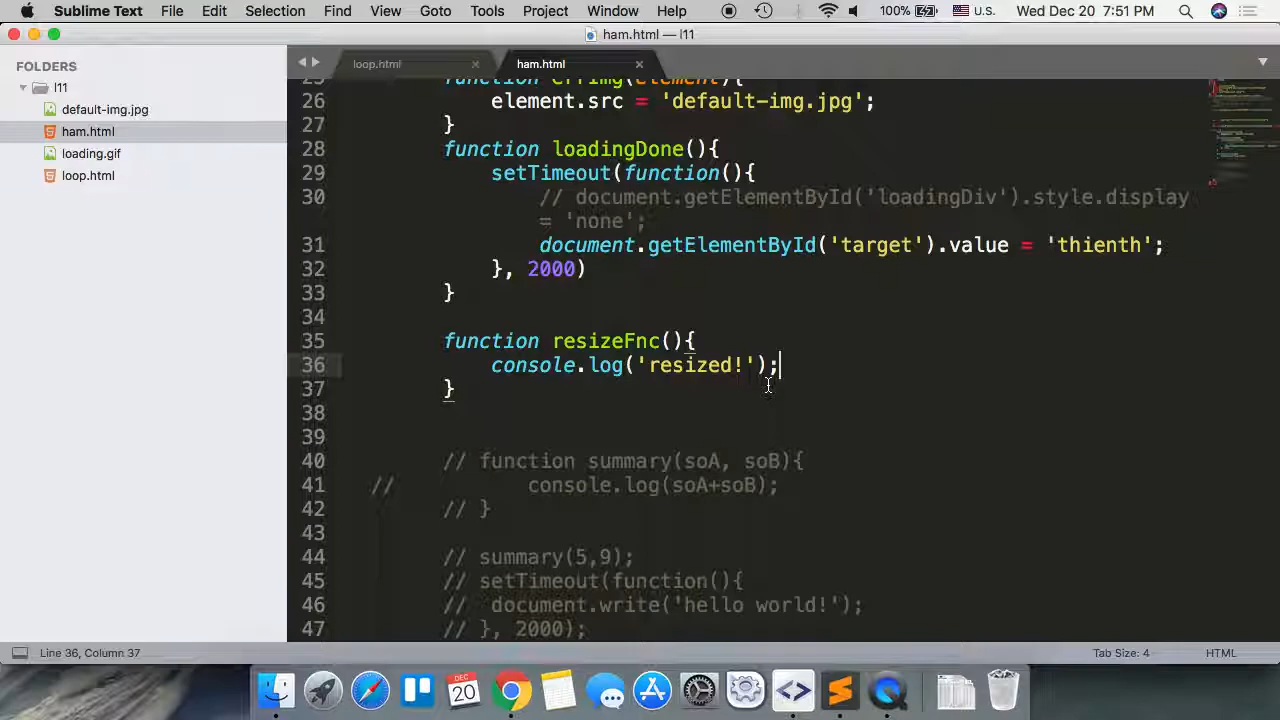 Sublime Text File Edit Selection Find View Goto Tools Project Window Help 100% U.S. Wed Dec 20 7:51 PM
ham.html — l11
FOLDERS
l11
default-img.jpg
ham.html
loading.gif
loop.html
loop.html × ham.html ×
25 function errImg(element){
26 element.src = 'default-img.jpg';
27 }
28 function loadingDone(){
29 setTimeout(function(){
30 // document.getElementById('loadingDiv').style.display
= 'none';
31 document.getElementById('target').value = 'thienth';
32 }, 2000)
33 }
34
35 function resizeFnc(){
36 console.log('resized!');
37 }
38
39
40 // function summary(soA, soB){
41 // console.log(soA+soB);
42 // }
43
44 // summary(5,9);
45 // setTimeout(function(){
46 // document.write('hello world!');
47 // }, 2000);
Line 36, Column 37 Tab Size: 4 HTML
DEC
20